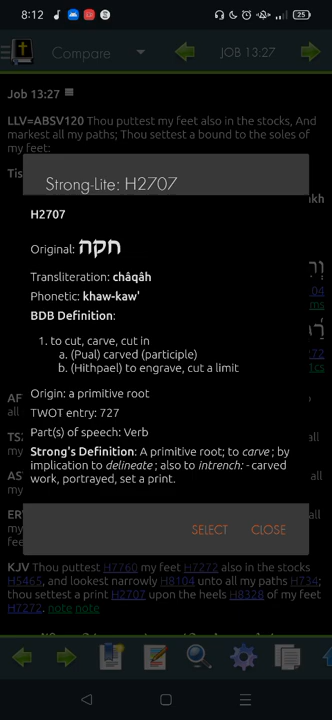 8:12
25
Compare
JOB 13:27
Job 13:27
LLV=ABSV120 Thou puttest my feet also in the stocks, And
markest all my paths; Thou settest a bound to the soles of
my feet:
Tis
Strong-Lite: H2707
H2707
Original: חקה
Transliteration: châqâh
Phonetic: khaw-kaw'
BDB Definition:
1. to cut, carve, cut in
a. (Pual) carved (participle)
b. (Hithpael) to engrave, cut a limit
Origin: a primitive root
TWOT entry: 727
Part(s) of speech: Verb
Strong's Definition: A primitive root; to carve; by
implication to delineate; also to intrench: - carved
work, portrayed, set a print.
SELECT
CLOSE
KJV Thou puttest H7760 my feet H7272 also in the stocks
H5465, and lookest narrowly H8104 unto all my paths H734;
thou settest a print H2707 upon the heels H8328 of my feet
H7272. note note